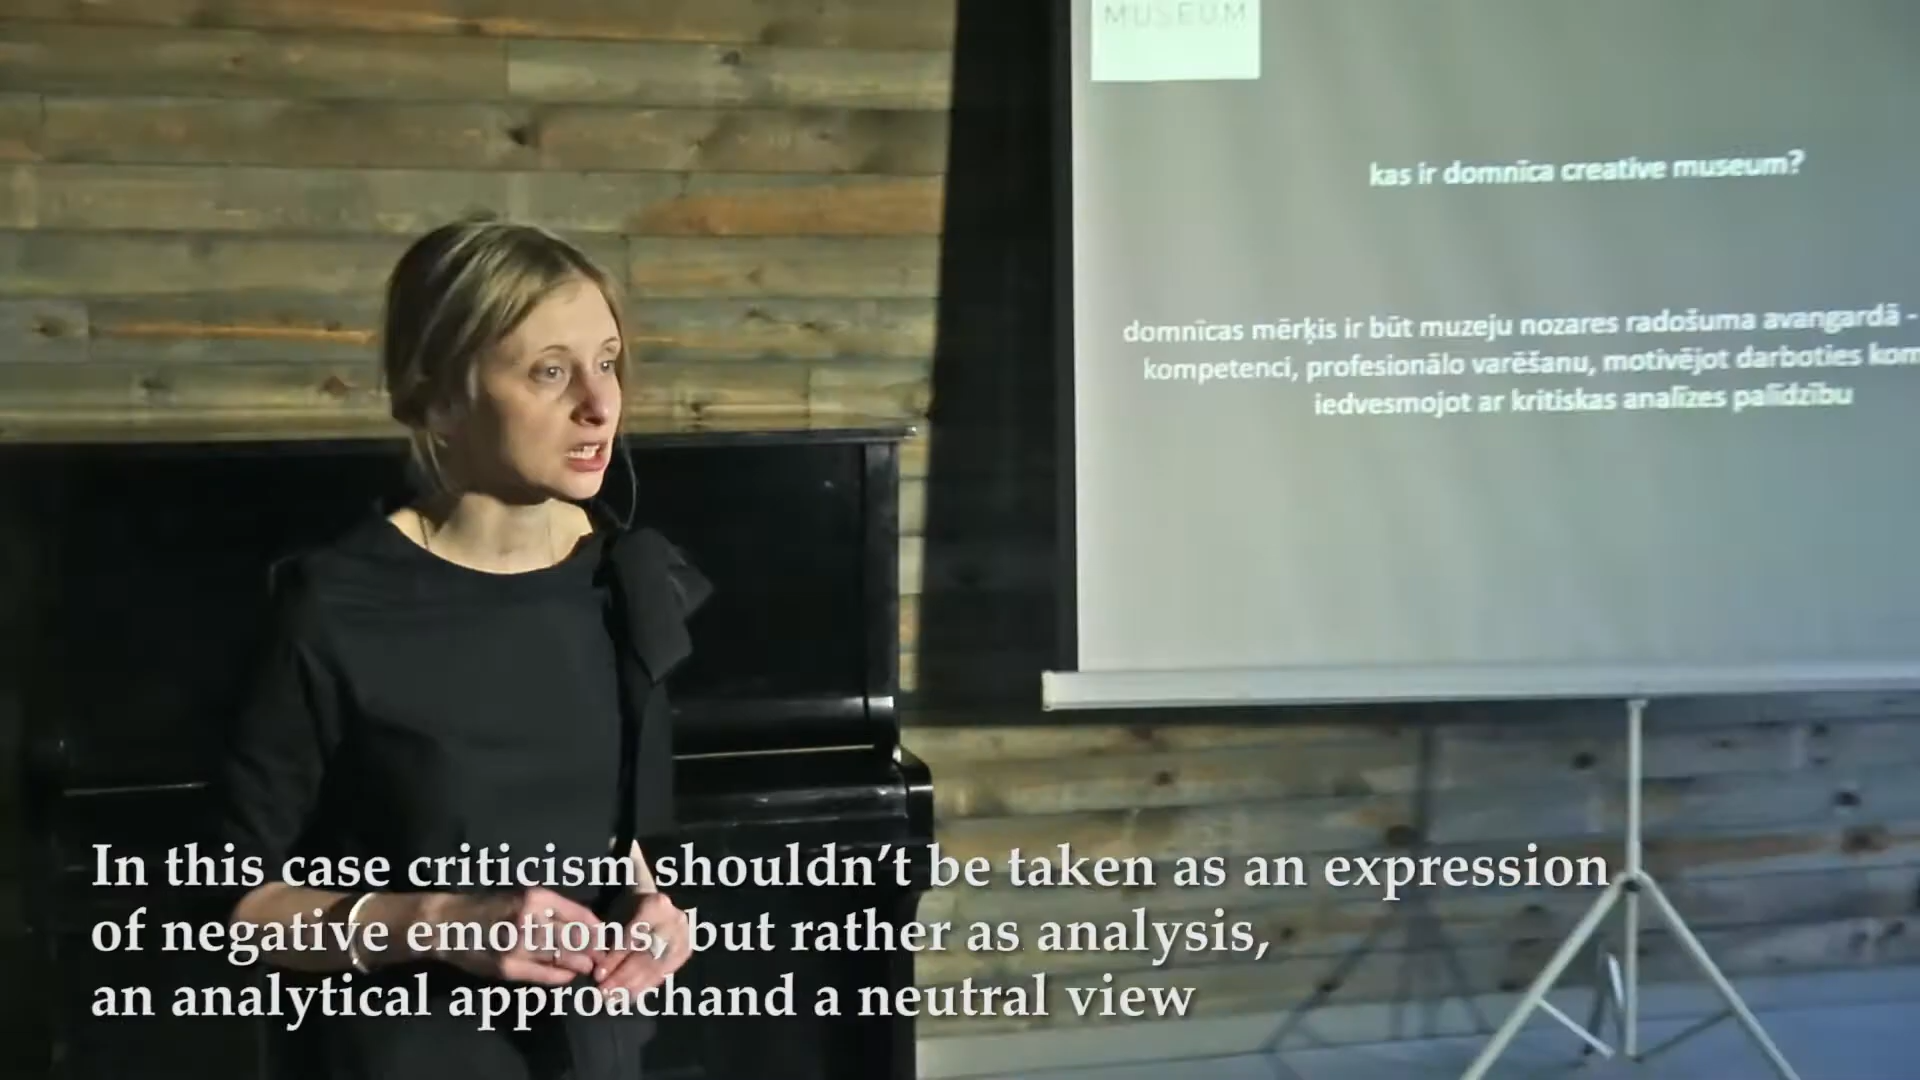 MUSEUM
kas ir domnīca creative museum?
domnīcas mērķis ir būt muzeju nozares radošuma avangardā -
kompetenci, profesionālo varēšanu, motivējot darboties kom
iedvesmojot ar kritiskas analīzes palīdzību
In this case criticism shouldn’t be taken as an expression
of negative emotions, but rather as analysis,
an analytical approachand a neutral view